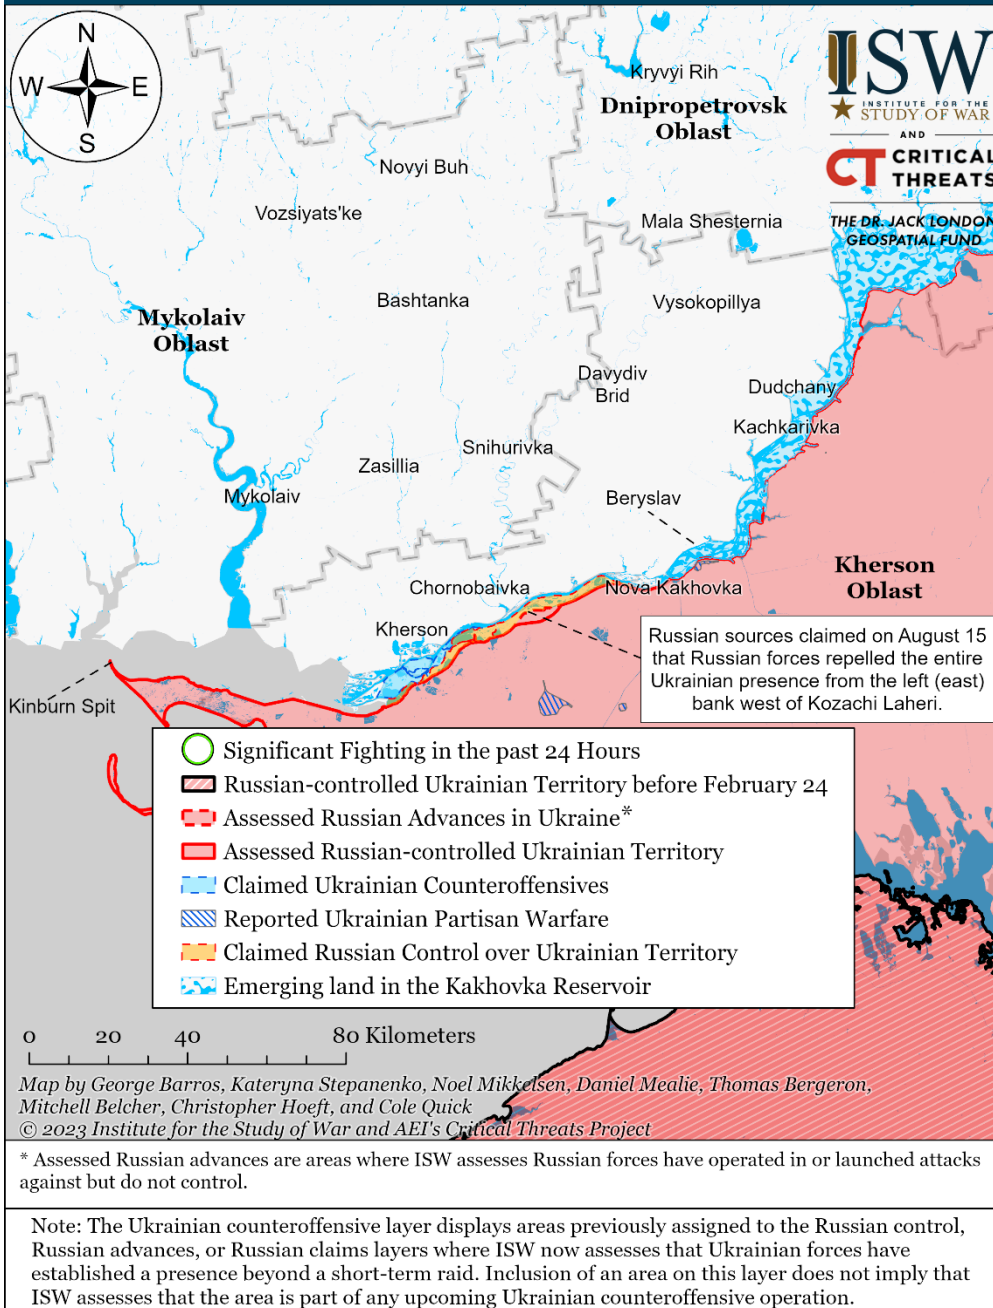 N
W
E
S
ISW
INSTITUTE FOR THE
STUDY OF WAR
AND
CT CRITICAL
THREATS
THE DR. JACK LONDON
GEOSPATIAL FUND
Kryvyi Rih
Dnipropetrovsk
Oblast
Novyi Buh
Vozsiyats'ke
Mala Shesternia
Bashtanka
Vysokopillya
Mykolaiv
Oblast
Davydiv
Brid
Dudchany
Kachkarivka
Snihurivka
Zasillia
Mykolaiv
Beryslav
Kherson
Oblast
Chornobaivka
Nova Kakhovka
Kherson
Kinburn Spit
Russian sources claimed on August 15
that Russian forces repelled the entire
Ukrainian presence from the left (east)
bank west of Kozachi Laheri.
Significant Fighting in the past 24 Hours
Russian-controlled Ukrainian Territory before February 24
Assessed Russian Advances in Ukraine*
Assessed Russian-controlled Ukrainian Territory
Claimed Ukrainian Counteroffensives
Reported Ukrainian Partisan Warfare
Claimed Russian Control over Ukrainian Territory
Emerging land in the Kakhovka Reservoir
0 20 40 80 Kilometers
Map by George Barros, Kateryna Stepanenko, Noel Mikkelsen, Daniel Mealie, Thomas Bergeron,
Mitchell Belcher, Christopher Hoeft, and Cole Quick
© 2023 Institute for the Study of War and AEI's Critical Threats Project
* Assessed Russian advances are areas where ISW assesses Russian forces have operated in or launched attacks
against but do not control.
Note: The Ukrainian counteroffensive layer displays areas previously assigned to the Russian control,
Russian advances, or Russian claims layers where ISW now assesses that Ukrainian forces have
established a presence beyond a short-term raid. Inclusion of an area on this layer does not imply that
ISW assesses that the area is part of any upcoming Ukrainian counteroffensive operation.